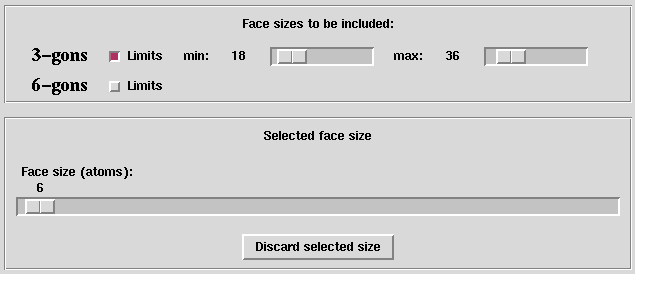 Face sizes to be included:
3-gons Limits min: 18 max: 36
6-gons Limits
Selected face size
Face size (atoms):
6
Discard selected size